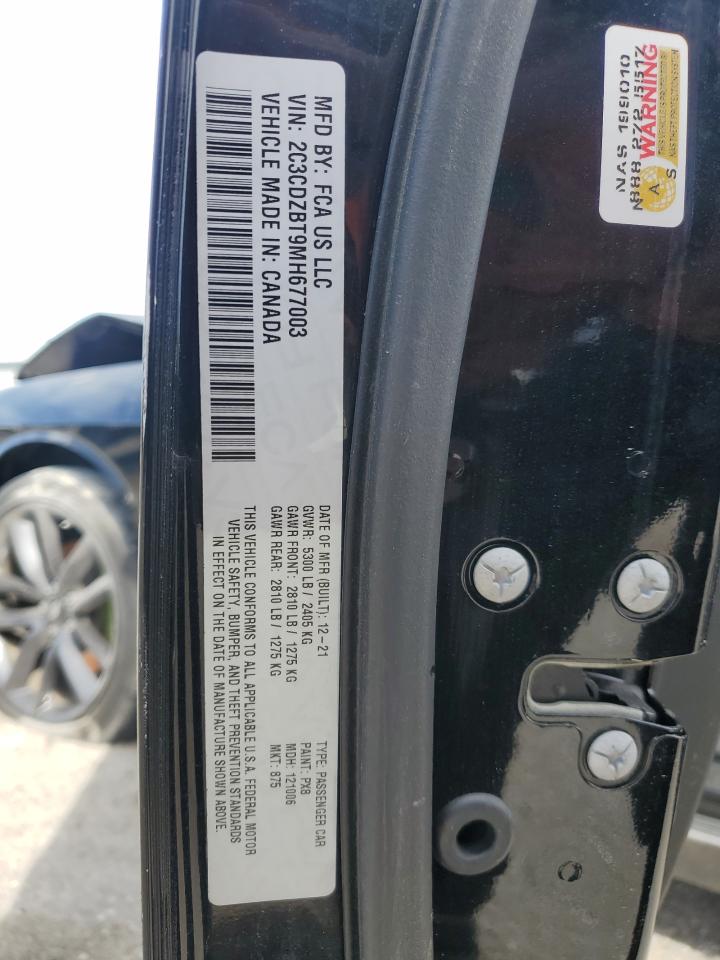 MFD BY: FCA US LLC
VIN: 2C3CDZBT9MH677003
VEHICLE MADE IN: CANADA
DATE OF MFR (BUILT): 12-21
GVWR: 5300 LB / 2405 KG
GAWR FRONT: 2810 LB / 1275 KG
GAWR REAR: 2810 LB / 1275 KG
TYPE: PASSENGER CAR
PAINT: PX8
MDH: 121006
MKT: 875
THIS VEHICLE CONFORMS TO ALL APPLICABLE U.S.A. FEDERAL MOTOR
VEHICLE SAFETY, BUMPER, AND THEFT PREVENTION STANDARDS
IN EFFECT ON THE DATE OF MANUFACTURE SHOWN ABOVE.
WARNING
NAS